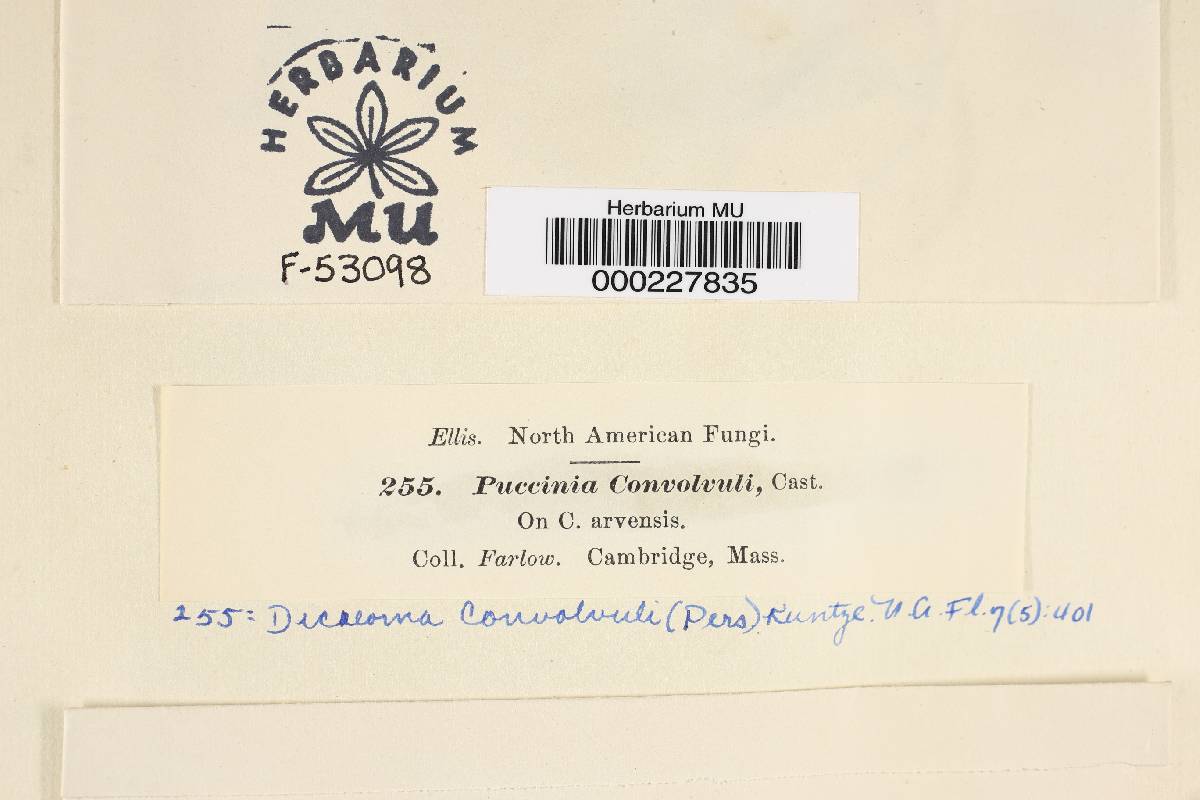 HERBARIUM
MU
F-53098
Herbarium MU
000227835
Ellis. North American Fungi.
255. Puccinia Convolvuli, Cast.
On C. arvensis.
Coll. Farlow. Cambridge, Mass.
255: Dicaeoma Convolvuli (Pers) Kuntze. N. A. Fl. 7(5):401